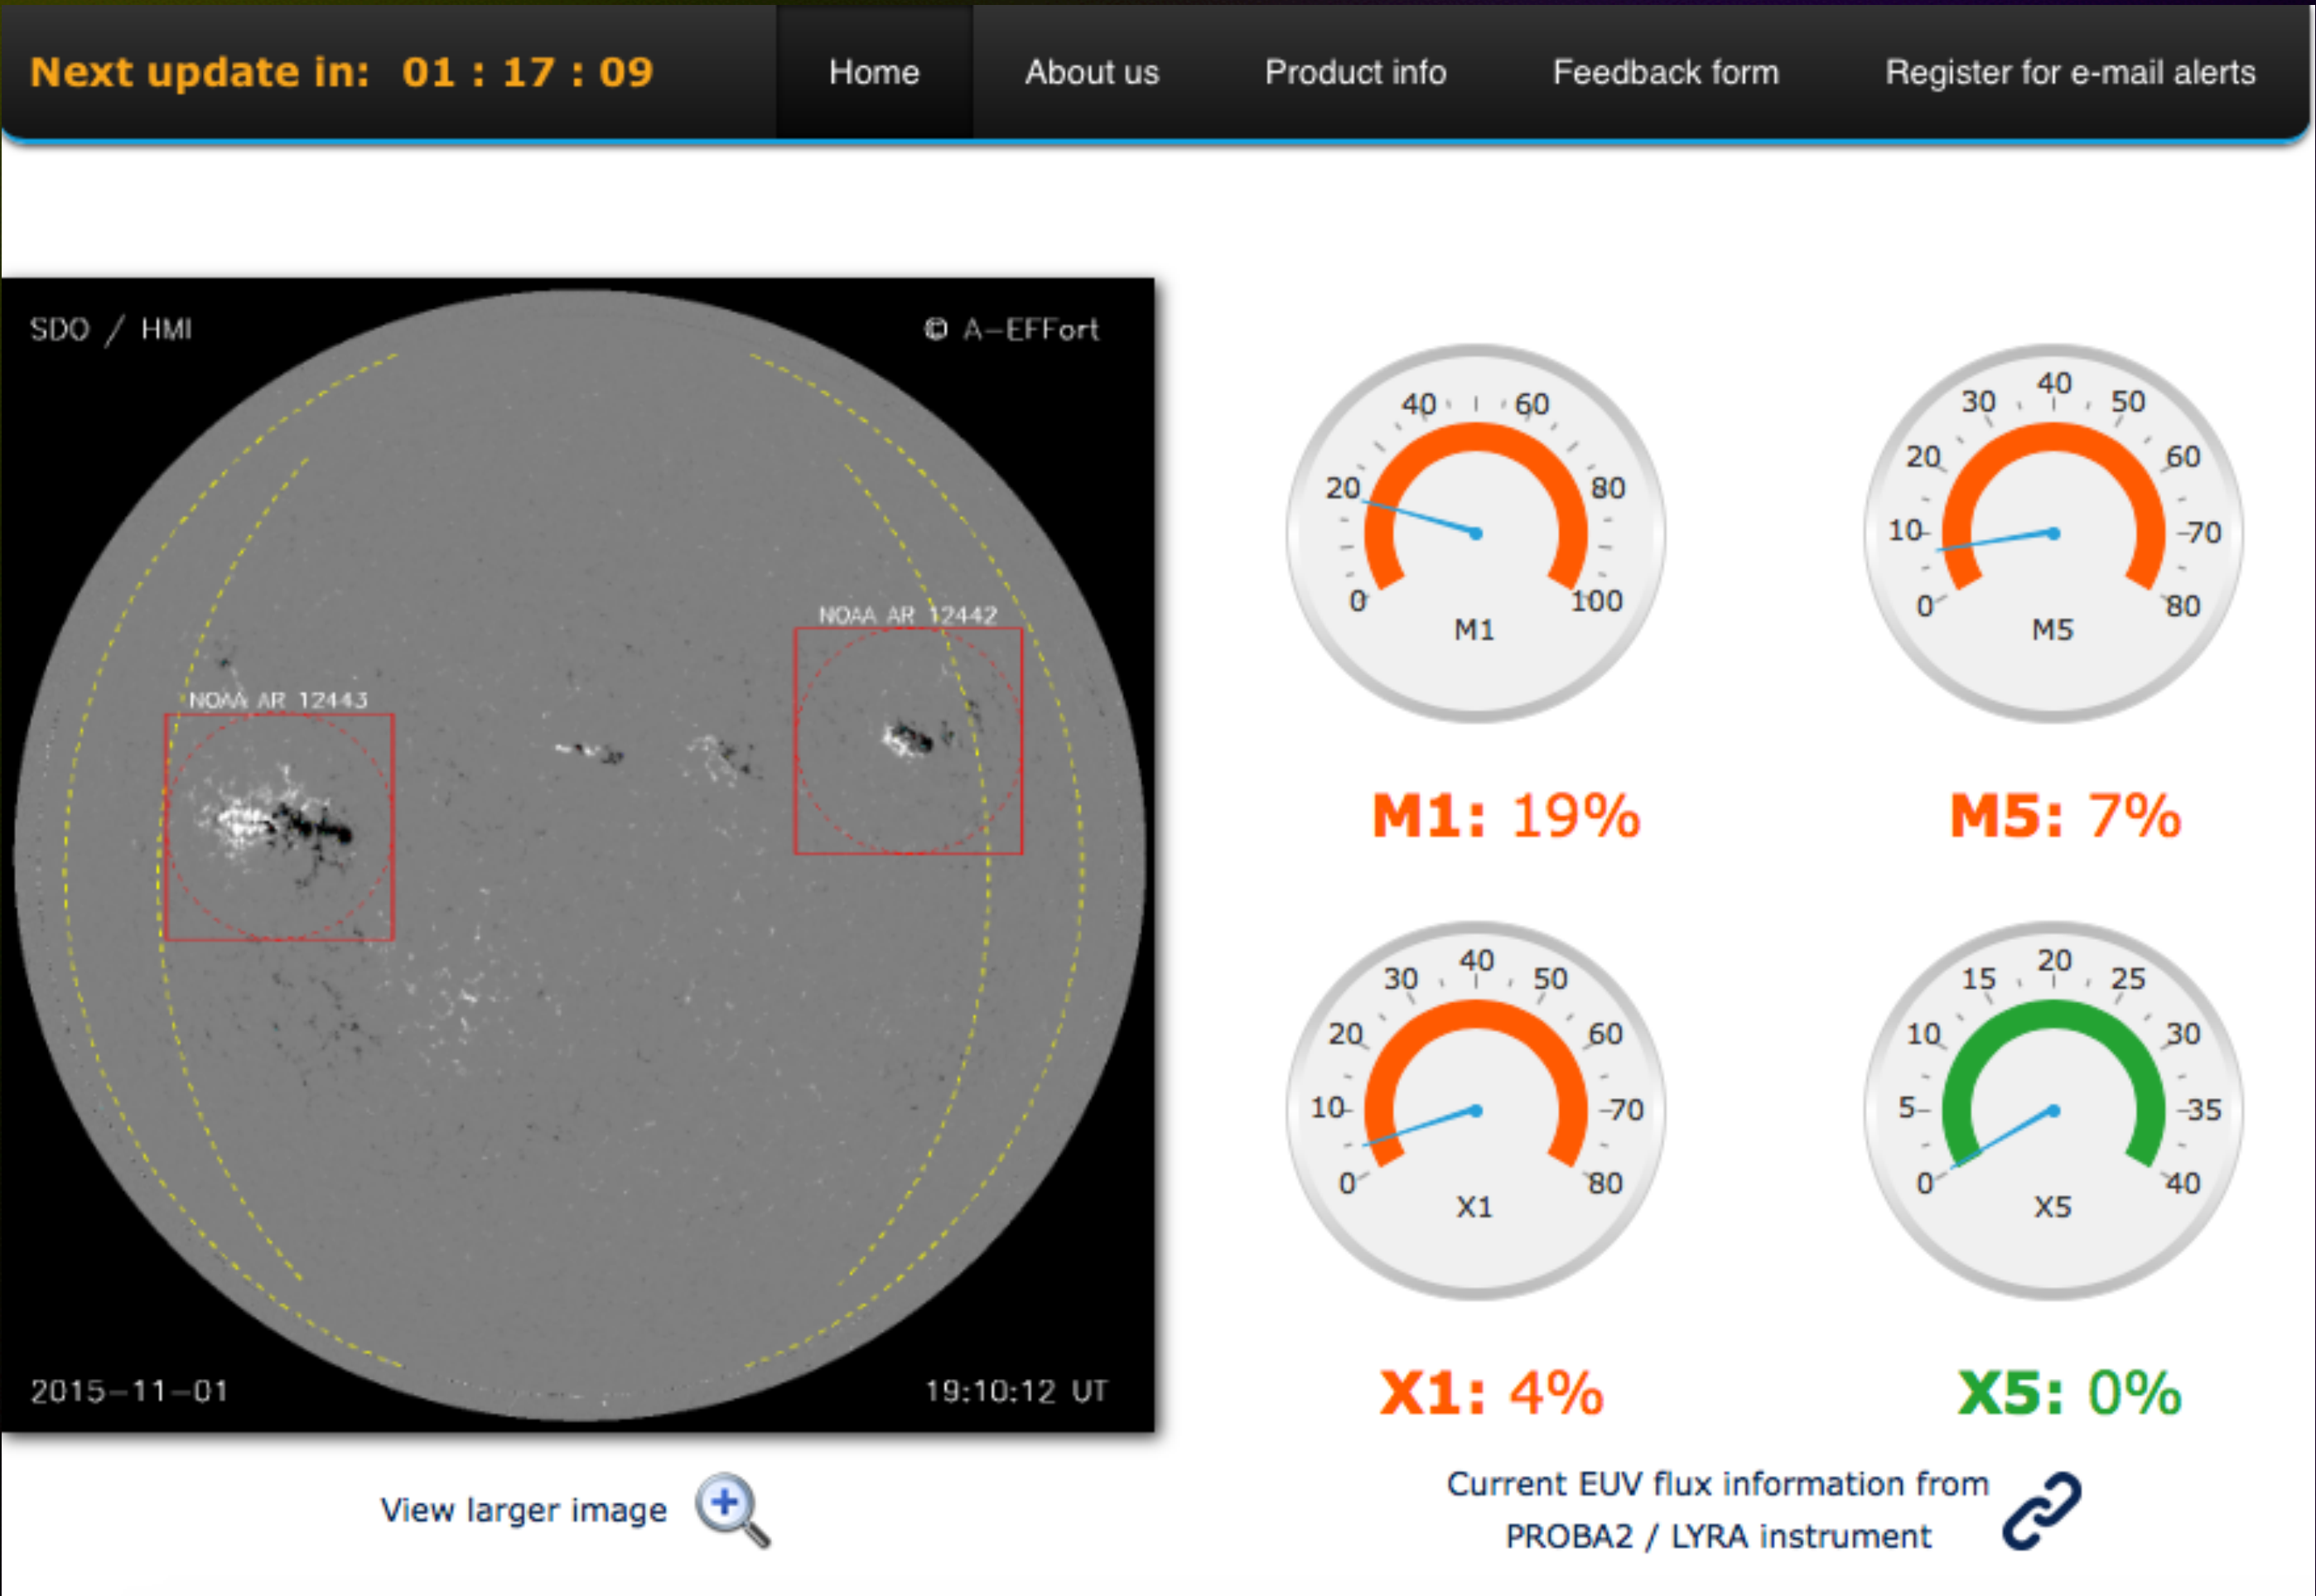 Next update in: 01 : 17 : 09
Home
About us
Product info
Feedback form
Register for e-mail alerts
SDO / HMI
© A-EFFort
NOAA AR 12442
NOAA AR 12443
2015-11-01
19:10:12 UT
View larger image
0
20
40
60
80
100
M1
M1: 19%
0
10
20
30
40
50
60
70
80
M5
M5: 7%
0
10
20
30
40
50
60
70
80
X1
X1: 4%
0
5
10
15
20
25
30
35
40
X5
X5: 0%
Current EUV flux information from
PROBA2 / LYRA instrument